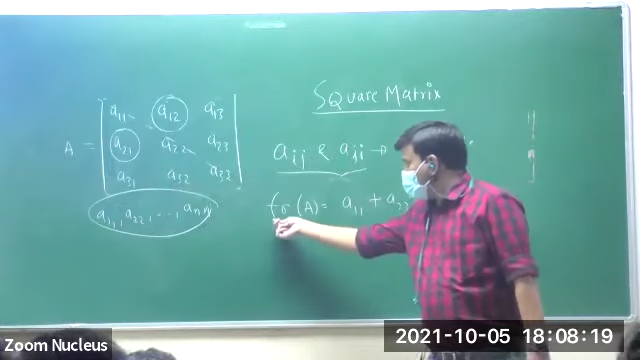 Square Matrix
a11 a12 a13
A = a21 a22 a23
a31 a32 a33
aij & aji →
a11, a22, ..., ann
tr (A) = a11 + a22
Zoom Nucleus
2021-10-05 18:08:19